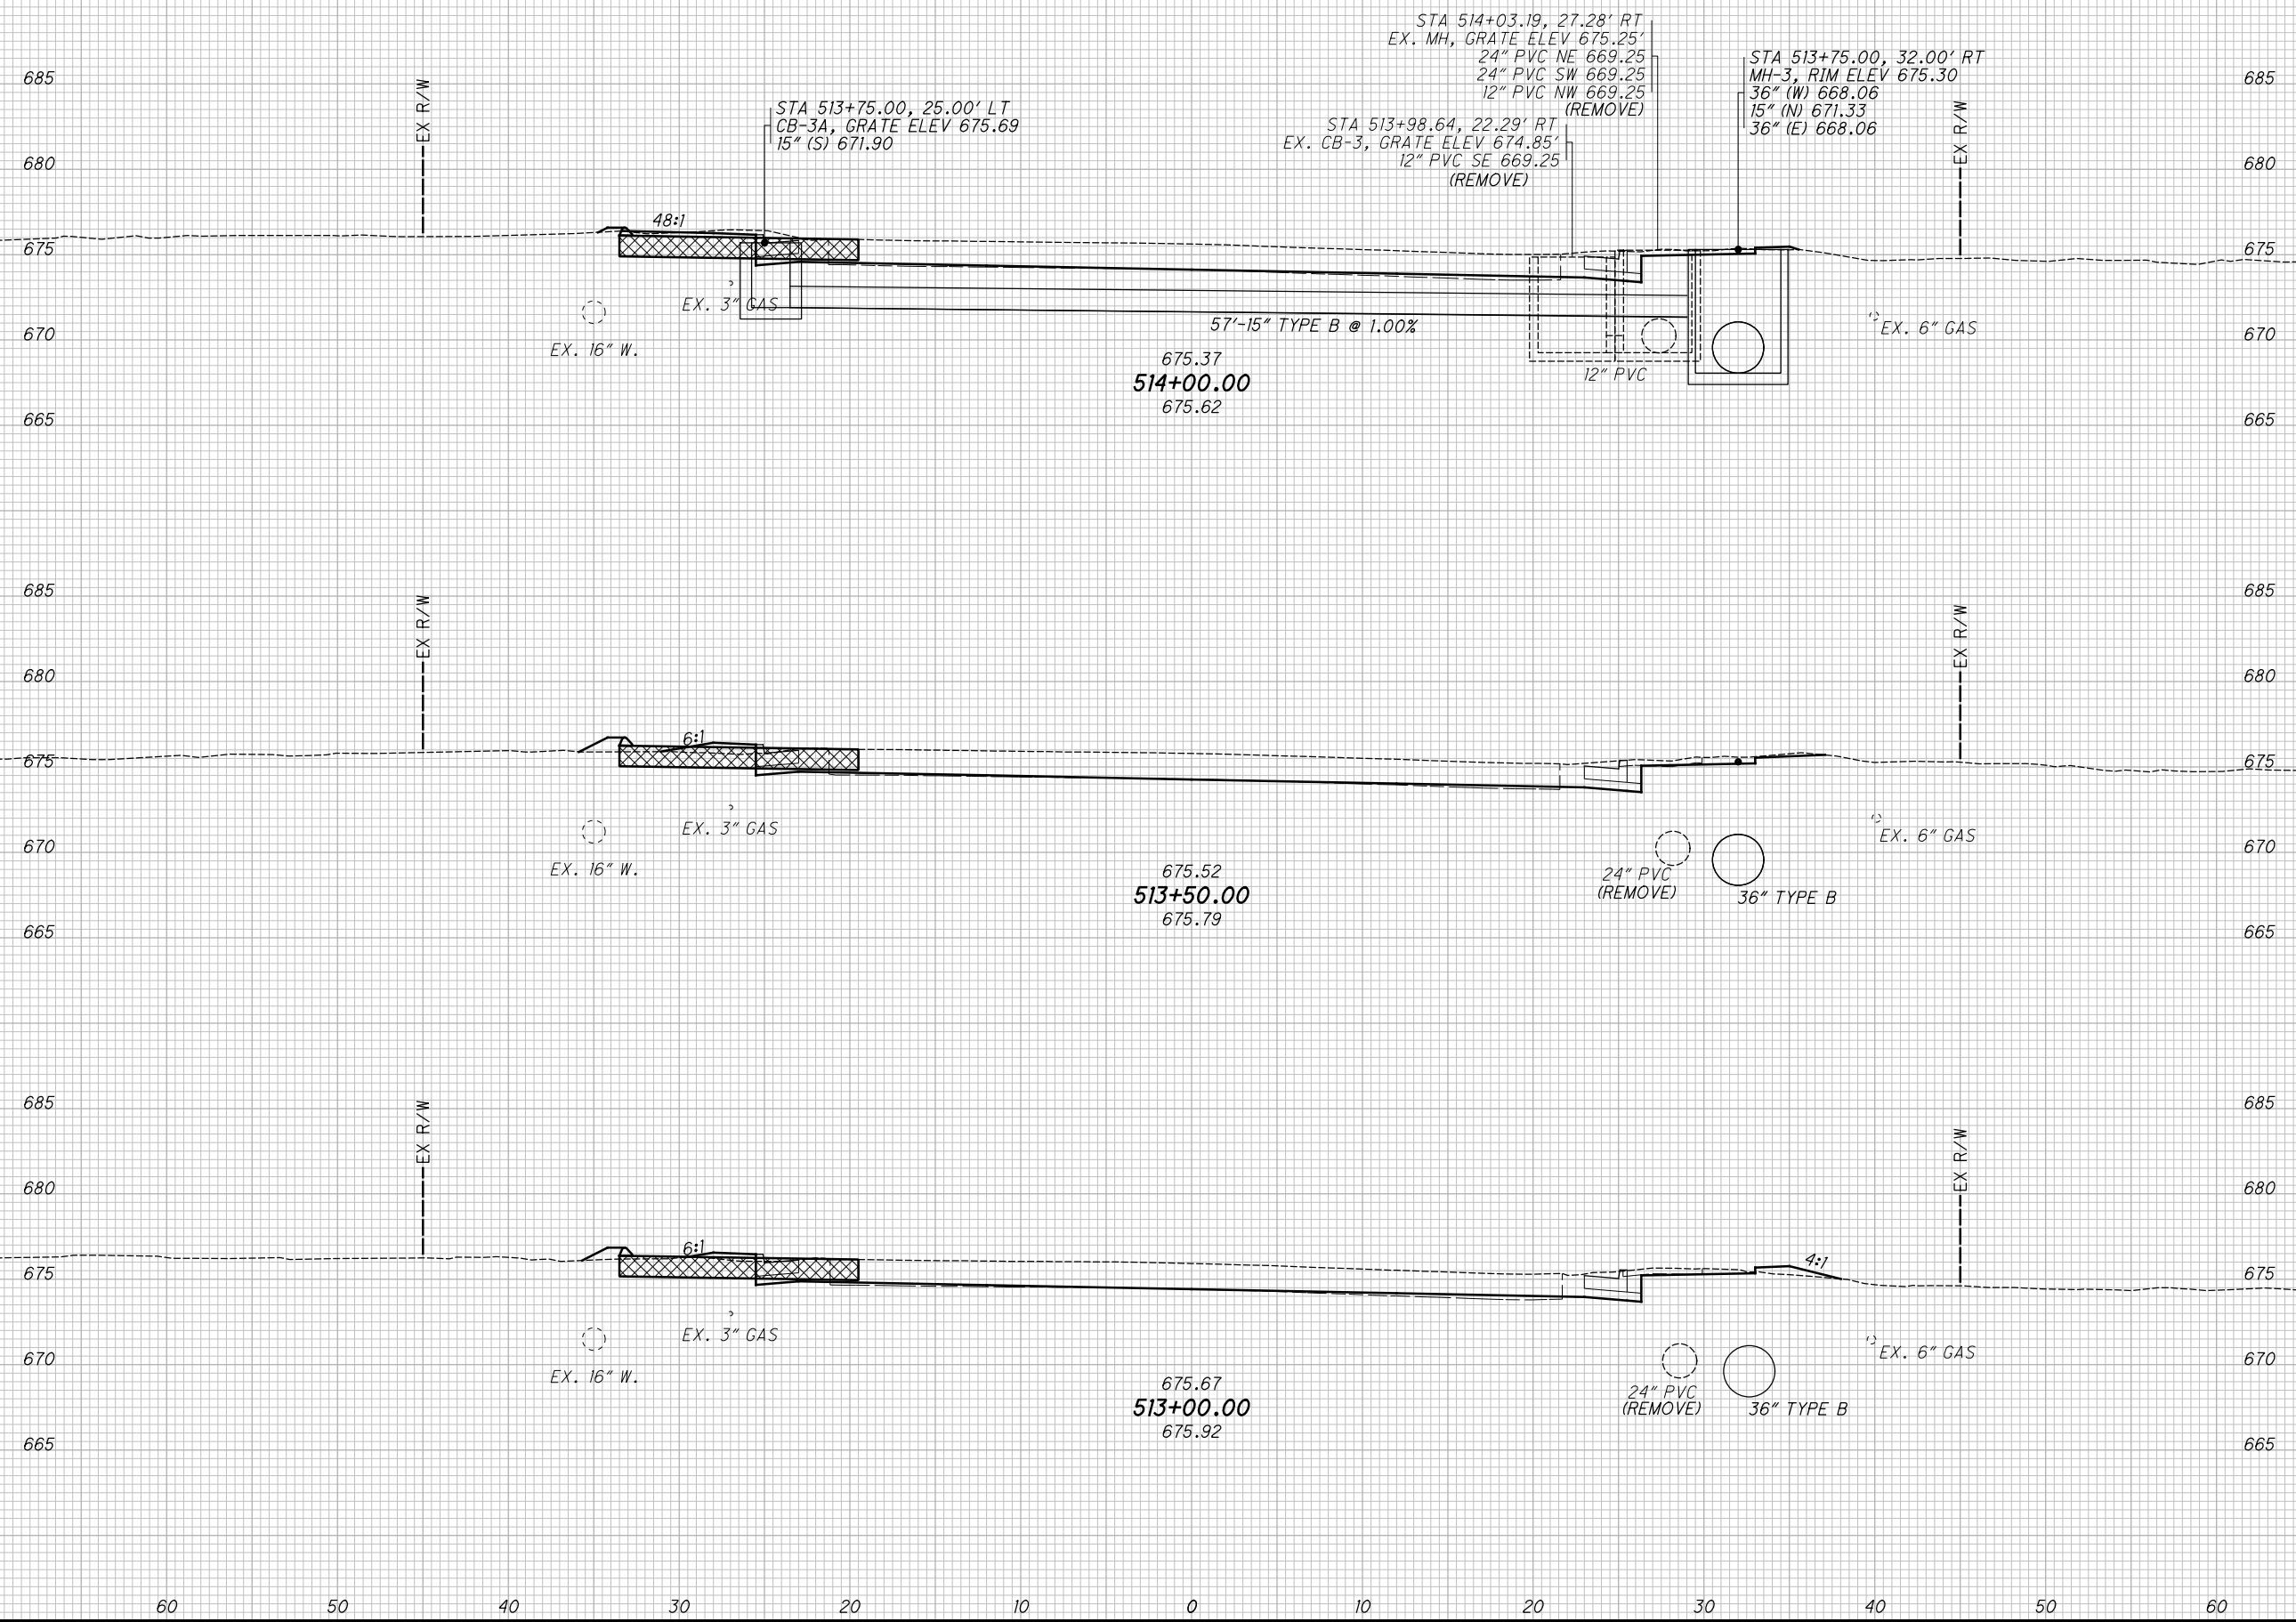 STA 514+03.19, 27.28' RT
EX. MH, GRATE ELEV 675.25'
24" PVC NE 669.25
24" PVC SW 669.25
12" PVC NW 669.25
(REMOVE)
STA 513+75.00, 32.00' RT
MH-3, RIM ELEV 675.30
36" (W) 668.06
15" (N) 671.33
36" (E) 668.06
STA 513+75.00, 25.00' LT
CB-3A, GRATE ELEV 675.69
15" (S) 671.90
STA 513+98.64, 22.29' RT
EX. CB-3, GRATE ELEV 674.85'
12" PVC SE 669.25
(REMOVE)
685
685
EX R/W
EX R/W
680
680
48:1
675
675
EX. 3" GAS
57'-15" TYPE B @ 1.00%
EX. 6" GAS
670
670
EX. 16" W.
12" PVC
675.37
514+00.00
675.62
665
665
685
685
EX R/W
EX R/W
680
680
6:1
675
675
EX. 3" GAS
EX. 6" GAS
670
670
EX. 16" W.
24" PVC
(REMOVE)
36" TYPE B
675.52
513+50.00
675.79
665
665
685
685
EX R/W
EX R/W
680
680
6:1
4:1
675
675
EX. 3" GAS
EX. 6" GAS
670
670
EX. 16" W.
24" PVC
(REMOVE)
36" TYPE B
675.67
513+00.00
675.92
665
665
60 50 40 30 20 10 0 10 20 30 40 50 60